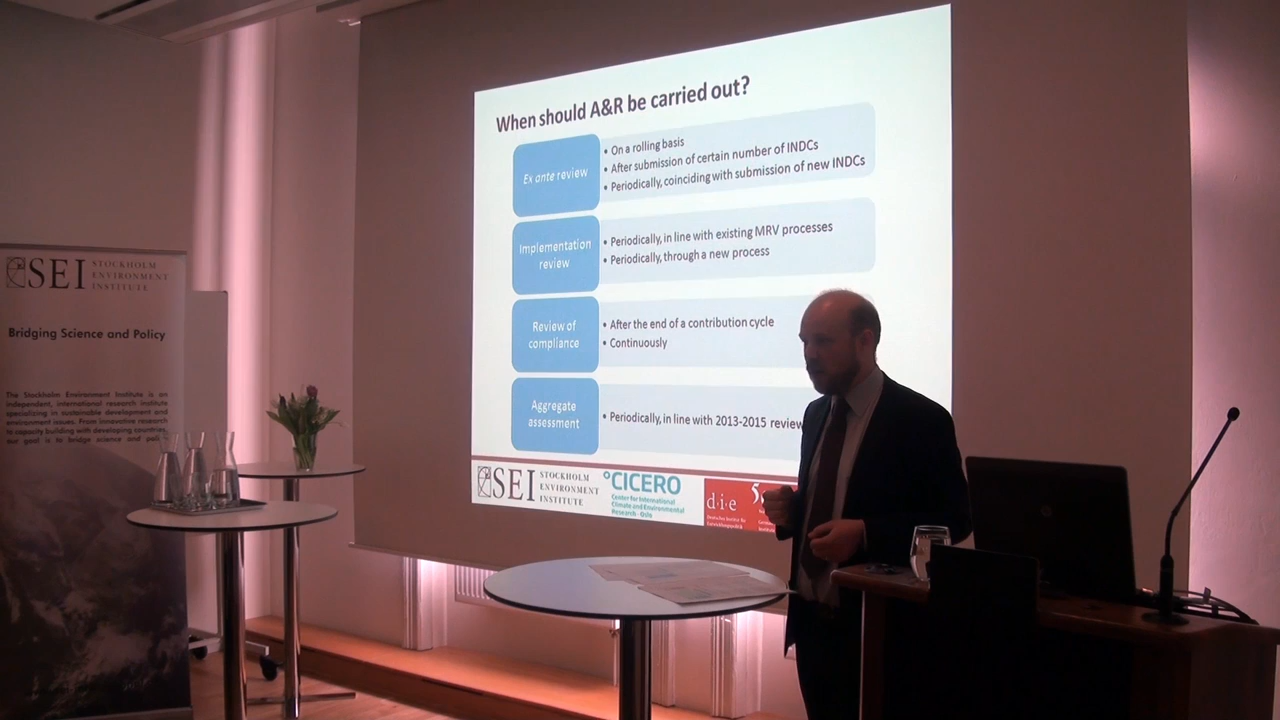 When should A&R be carried out?
Ex ante review
• On a rolling basis
• After submission of certain number of INDCs
• Periodically, coinciding with submission of new INDCs
Implementation
review
• Periodically, in line with existing MRV processes
• Periodically, through a new process
Review of
compliance
• After the end of a contribution cycle
• Continuously
Aggregate
assessment
• Periodically, in line with 2013-2015 review
SEI STOCKHOLM
ENVIRONMENT
INSTITUTE
°CICERO
Center for International
Climate and Environmental
Research - Oslo
d·i·e
Deutsches Institut für
Entwicklungspolitik
SEI STOCKHOLM
ENVIRONMENT
INSTITUTE
Bridging Science and Policy
The Stockholm Environment Institute is an
independent, international research institute
specializing in sustainable development and
environment issues. From innovative research
to capacity building with developing countries,
our goal is to bridge science and policy